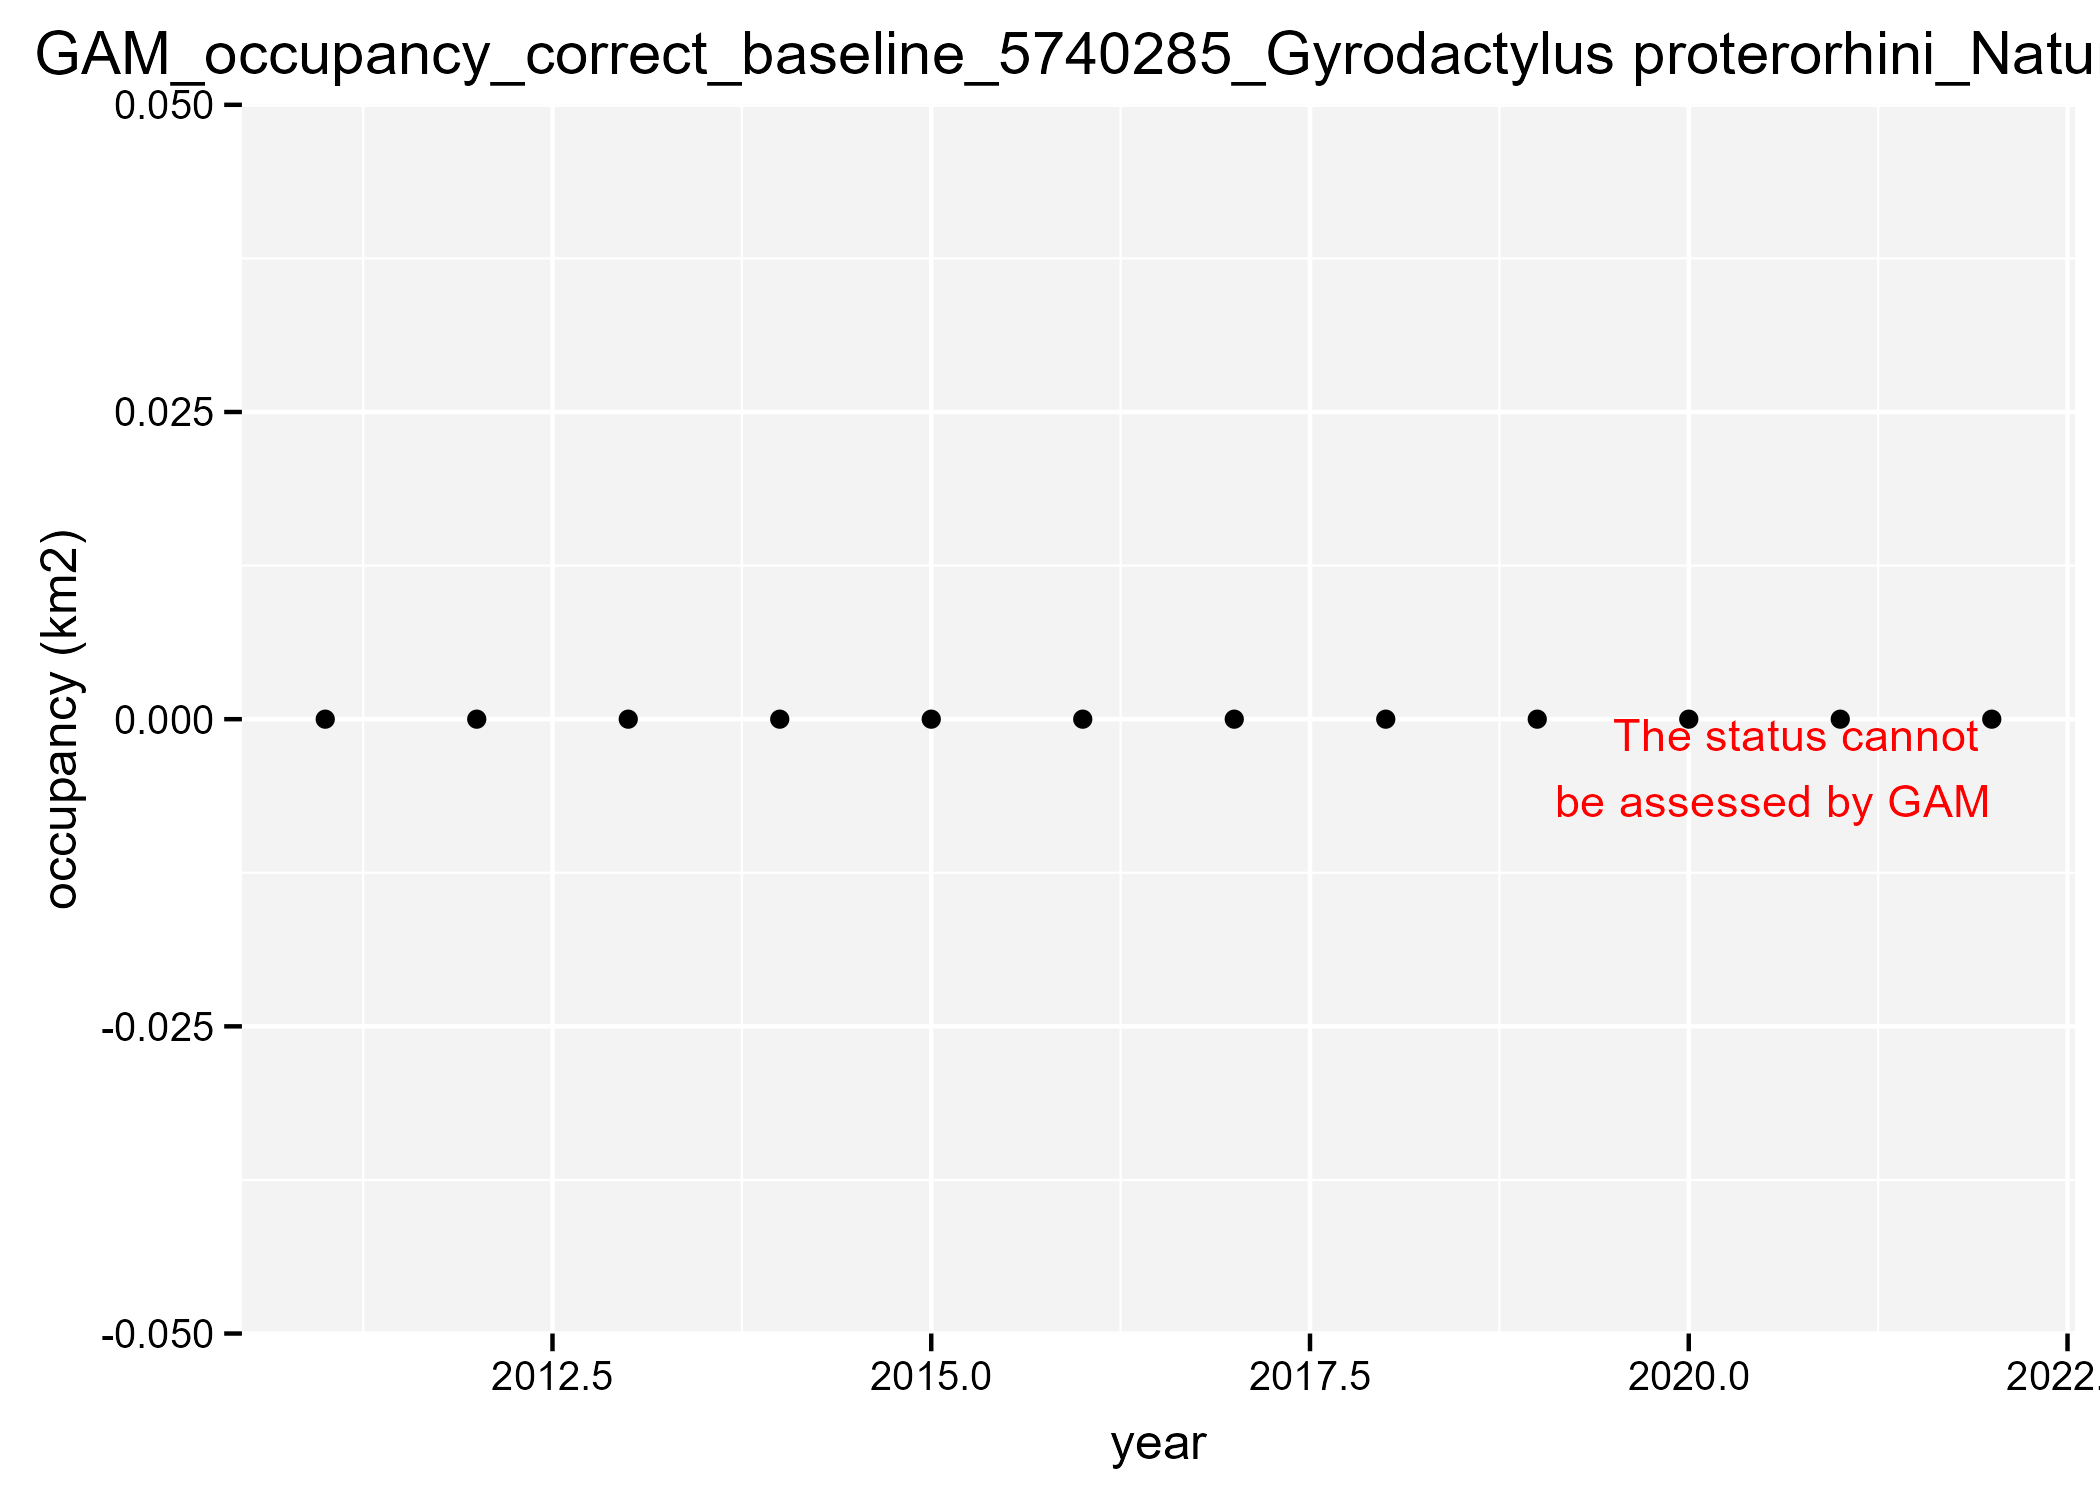 GAM_occupancy_correct_baseline_5740285_Gyrodactylus proterorhini_Natu
0.050
0.025
0.000
-0.025
-0.050
occupancy (km2)
The status cannot
be assessed by GAM
2012.5
2015.0
2017.5
2020.0
2022.
year